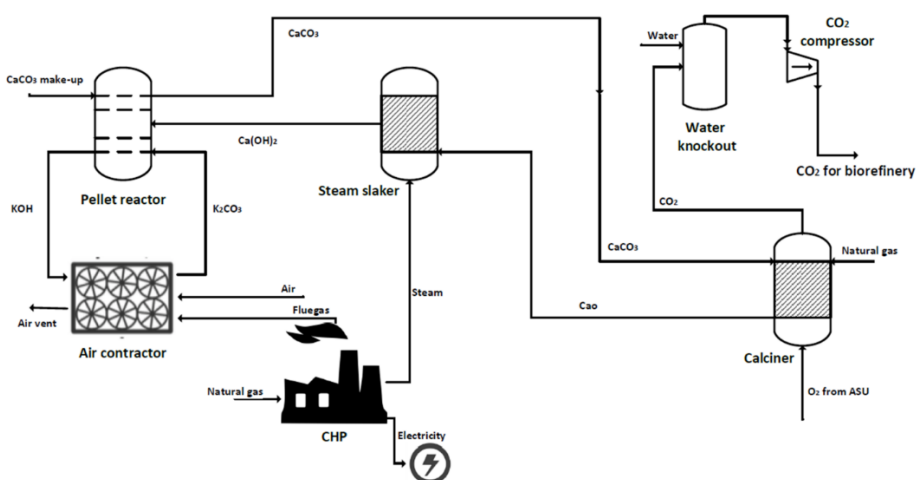 CaCO₃
Water
CO₂
compressor
CaCO₃ make-up
Ca(OH)₂
Water
knockout
CO₂ for biorefinery
Pellet reactor
Steam slaker
KOH
K₂CO₃
CO₂
CaCO₃
Natural gas
Air
Steam
Fluegas
Cao
Air vent
Air contractor
Calciner
Natural gas
O₂ from ASU
CHP
Electricity